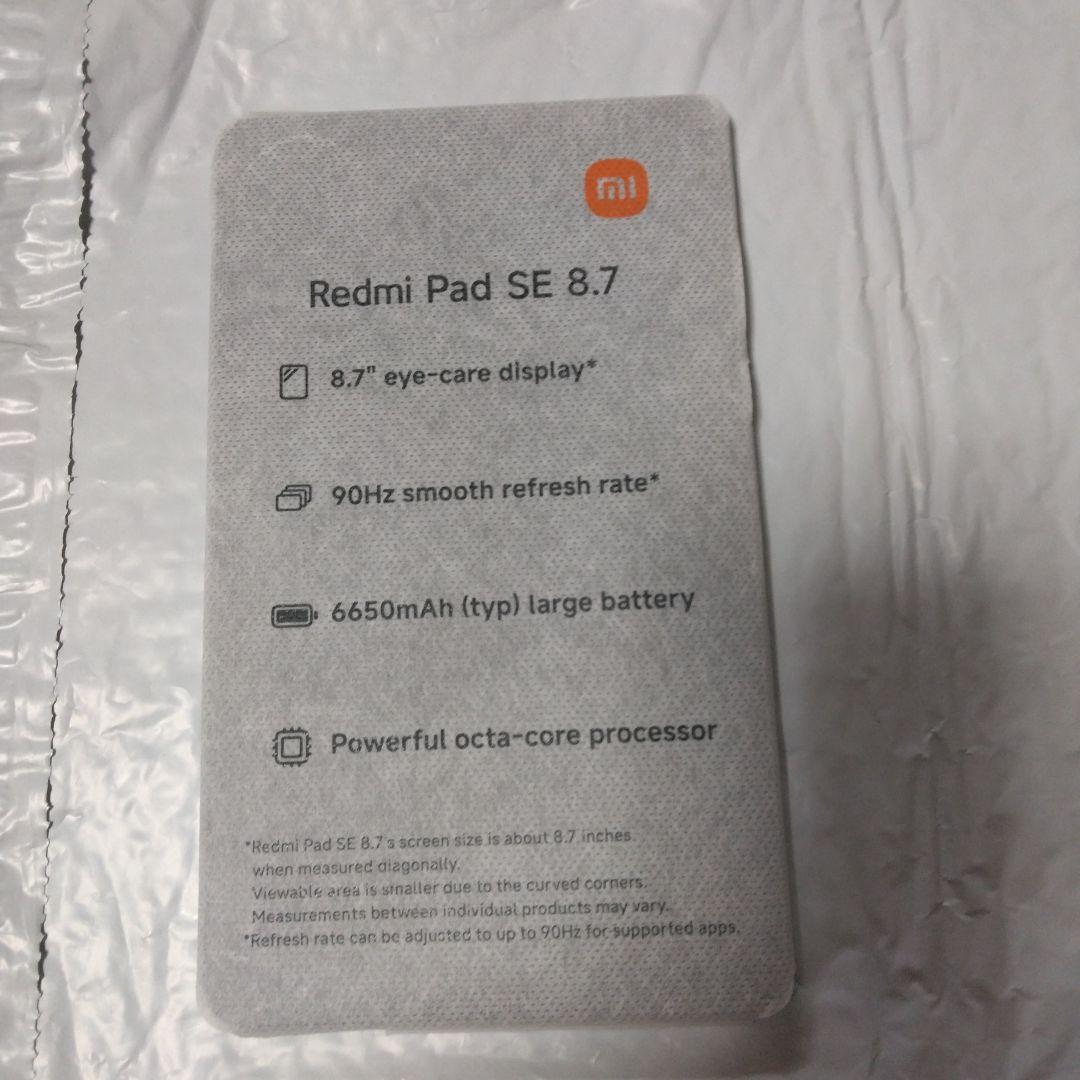 mi
Redmi Pad SE 8.7
8.7" eye-care display*
90Hz smooth refresh rate*
6650mAh (typ) large battery
Powerful octa-core processor
*Redmi Pad SE 8.7's screen size is about 8.7 inches
when measured diagonally.
Viewable area is smaller due to the curved corners.
Measurements between individual products may vary.
*Refresh rate can be adjusted to up to 90Hz for supported apps.